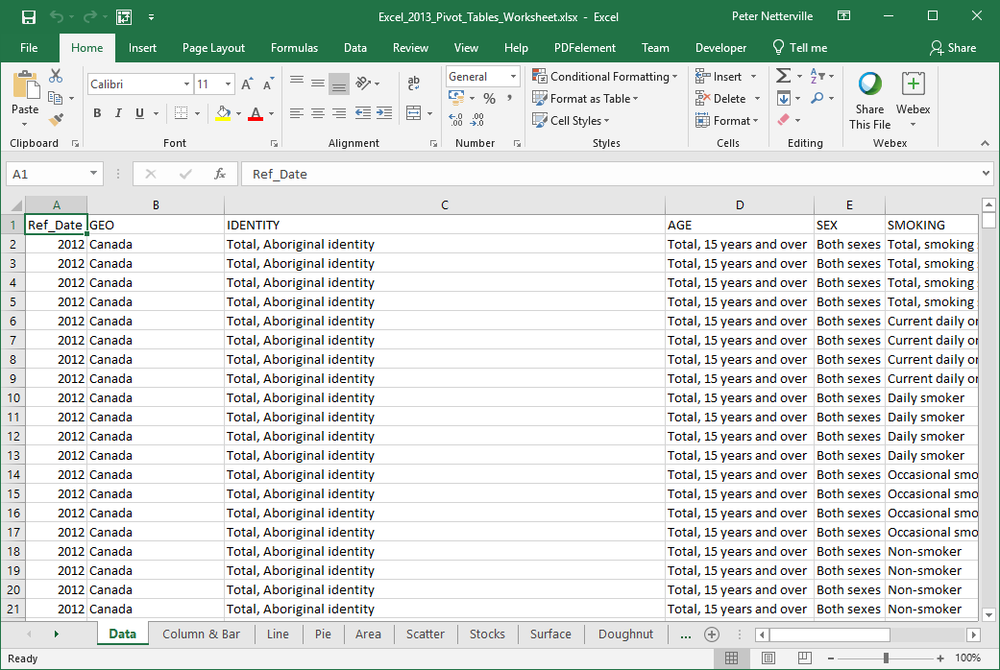 Excel_2013_Pivot_Tables_Worksheet.xlsx - Excel Peter Netterville
File Home Insert Page Layout Formulas Data Review View Help PDFelement Team Developer Tell me Share
Calibri 11 A A ab General Conditional Formatting Insert Σ A Z
Paste % , Format as Table Delete Share Webex
B I U A ←.0 .00 .00 →.0 Cell Styles Format This File
Clipboard Font Alignment Number Styles Cells Editing Webex
A1 fx Ref_Date
A B C D E
1 Ref_Date GEO IDENTITY AGE SEX SMOKING
2 2012 Canada Total, Aboriginal identity Total, 15 years and over Both sexes Total, smoking
3 2012 Canada Total, Aboriginal identity Total, 15 years and over Both sexes Total, smoking
4 2012 Canada Total, Aboriginal identity Total, 15 years and over Both sexes Total, smoking
5 2012 Canada Total, Aboriginal identity Total, 15 years and over Both sexes Total, smoking
6 2012 Canada Total, Aboriginal identity Total, 15 years and over Both sexes Current daily or
7 2012 Canada Total, Aboriginal identity Total, 15 years and over Both sexes Current daily or
8 2012 Canada Total, Aboriginal identity Total, 15 years and over Both sexes Current daily or
9 2012 Canada Total, Aboriginal identity Total, 15 years and over Both sexes Current daily or
10 2012 Canada Total, Aboriginal identity Total, 15 years and over Both sexes Daily smoker
11 2012 Canada Total, Aboriginal identity Total, 15 years and over Both sexes Daily smoker
12 2012 Canada Total, Aboriginal identity Total, 15 years and over Both sexes Daily smoker
13 2012 Canada Total, Aboriginal identity Total, 15 years and over Both sexes Daily smoker
14 2012 Canada Total, Aboriginal identity Total, 15 years and over Both sexes Occasional smo
15 2012 Canada Total, Aboriginal identity Total, 15 years and over Both sexes Occasional smo
16 2012 Canada Total, Aboriginal identity Total, 15 years and over Both sexes Occasional smo
17 2012 Canada Total, Aboriginal identity Total, 15 years and over Both sexes Occasional smo
18 2012 Canada Total, Aboriginal identity Total, 15 years and over Both sexes Non-smoker
19 2012 Canada Total, Aboriginal identity Total, 15 years and over Both sexes Non-smoker
20 2012 Canada Total, Aboriginal identity Total, 15 years and over Both sexes Non-smoker
21 2012 Canada Total, Aboriginal identity Total, 15 years and over Both sexes Non-smoker
Data Column & Bar Line Pie Area Scatter Stocks Surface Doughnut ...
Ready 100%